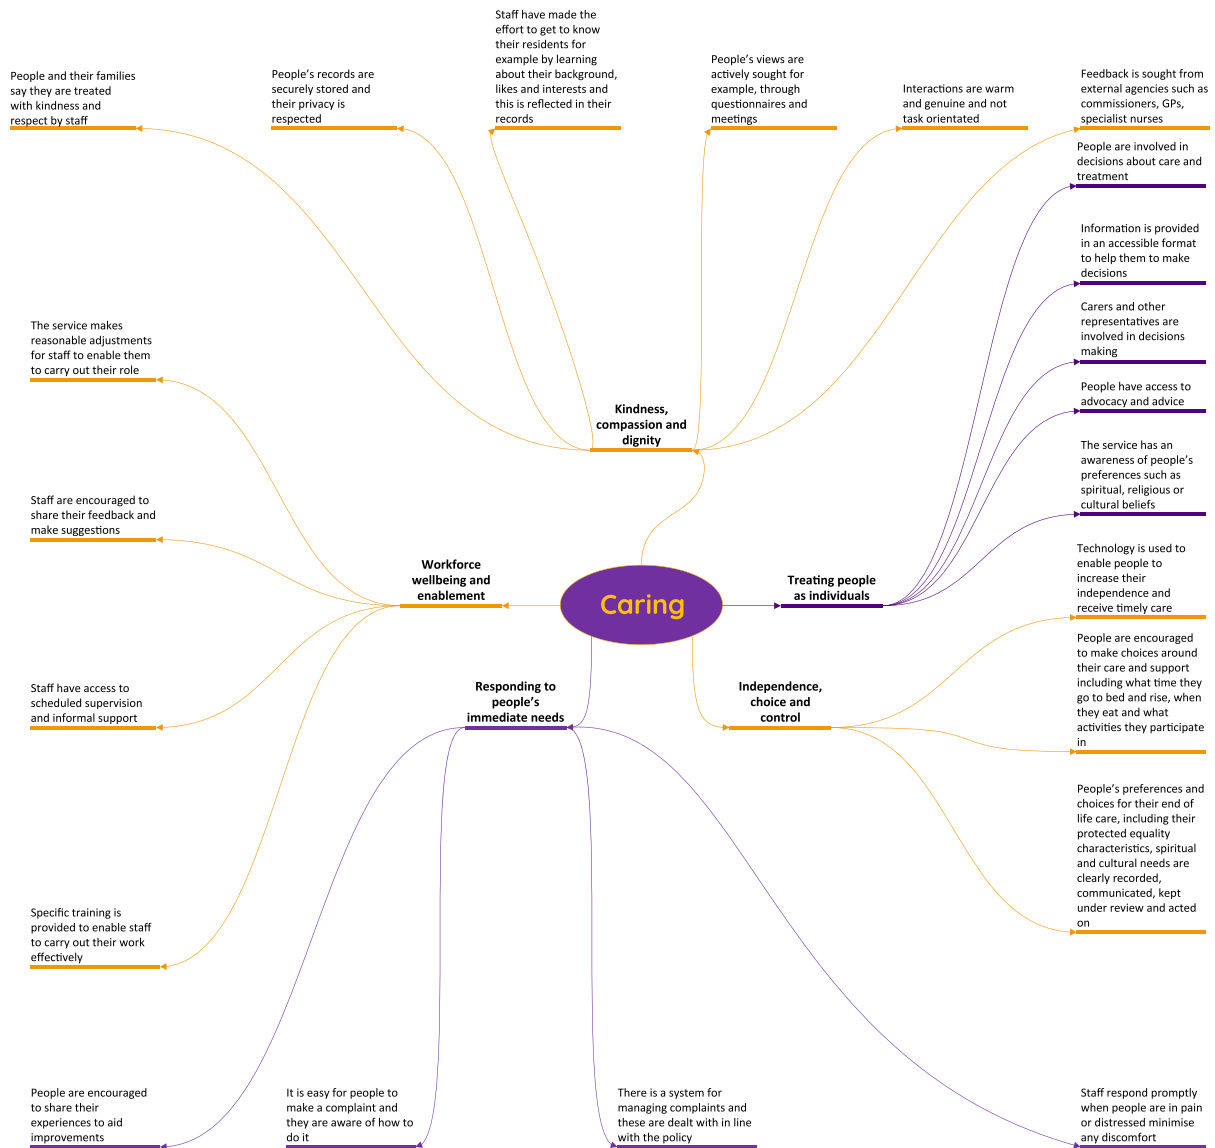 Staff have made the
effort to get to know
their residents for
example by learning
about their background,
likes and interests and
this is reflected in their
records
People and their families
say they are treated
with kindness and
respect by staff
People's records are
securely stored and
their privacy is
respected
People's views are
actively sought for
example, through
questionnaires and
meetings
Interactions are warm
and genuine and not
task orientated
Feedback is sought from
external agencies such as
commissioners, GPs,
specialist nurses
People are involved in
decisions about care and
treatment
Information is provided
in an accessible format
to help them to make
decisions
Carers and other
representatives are
involved in decisions
making
People have access to
advocacy and advice
The service has an
awareness of people's
preferences such as
spiritual, religious or
cultural beliefs
The service makes
reasonable adjustments
for staff to enable them
to carry out their role
Kindness,
compassion and
dignity
Staff are encouraged to
share their feedback and
make suggestions
Workforce
wellbeing and
enablement
Caring
Treating people
as individuals
Technology is used to
enable people to
increase their
independence and
receive timely care
People are encouraged
to make choices around
their care and support
including what time they
go to bed and rise, when
they eat and what
activities they participate
in
Staff have access to
scheduled supervision
and informal support
Responding to
people's
immediate needs
Independence,
choice and
control
People's preferences and
choices for their end of
life care, including their
protected equality
characteristics, spiritual
and cultural needs are
clearly recorded,
communicated, kept
under review and acted
on
Specific training is
provided to enable staff
to carry out their work
effectively
People are encouraged
to share their
experiences to aid
improvements
It is easy for people to
make a complaint and
they are aware of how to
do it
There is a system for
managing complaints and
these are dealt with in line
with the policy
Staff respond promptly
when people are in pain
or distressed minimise
any discomfort